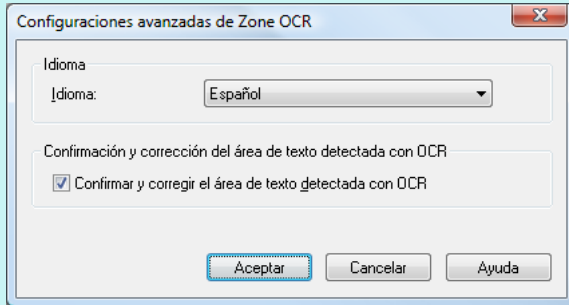 Configuraciones avanzadas de Zone OCR
Idioma
Idioma: Español
Confirmación y corrección del área de texto detectada con OCR
Confirmar y corregir el área de texto detectada con OCR
Aceptar Cancelar Ayuda